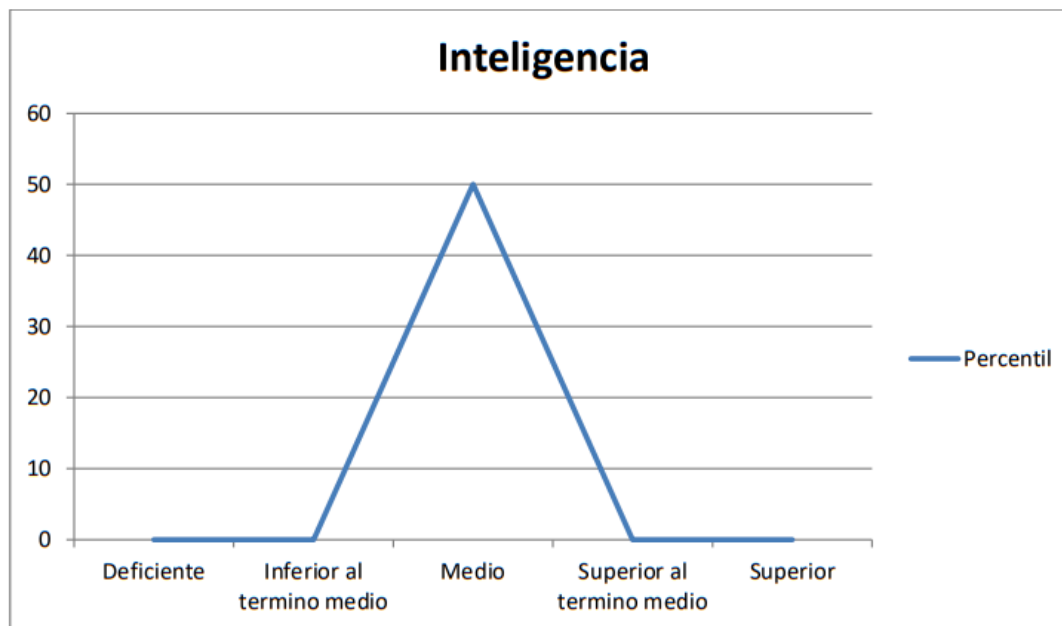 Inteligencia
60
50
40
30
20
10
0
Deficiente
Inferior al
termino medio
Medio
Superior al
termino medio
Superior
Percentil